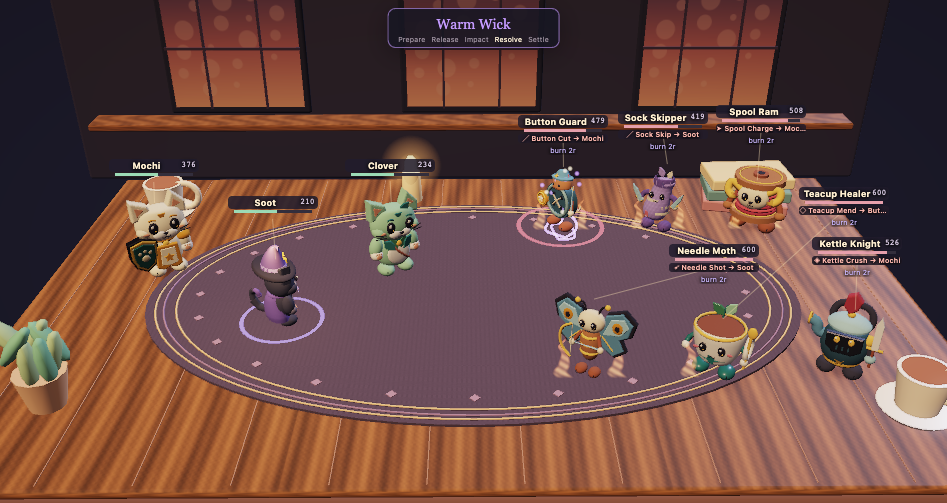 Warm Wick
Prepare Release Impact Resolve Settle
Mochi 376
Soot 210
Clover 234
Button Guard 479
Button Cut → Mochi
burn 2r
Sock Skipper 419
Sock Skip → Soot
burn 2r
Spool Ram 508
Spool Charge → Moc...
burn 2r
Teacup Healer 600
Teacup Mend → But...
burn 2r
Needle Moth 600
Needle Shot → Soot
burn 2r
Kettle Knight 526
Kettle Crush → Mochi
burn 2r